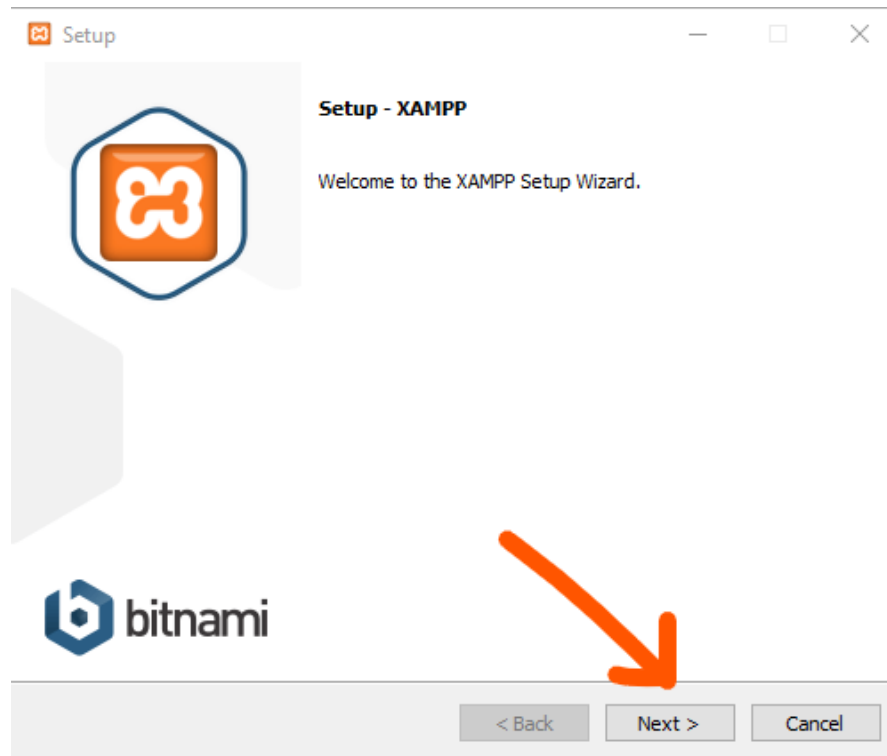 Setup
Setup - XAMPP
Welcome to the XAMPP Setup Wizard.
bitnami
< Back
Next >
Cancel